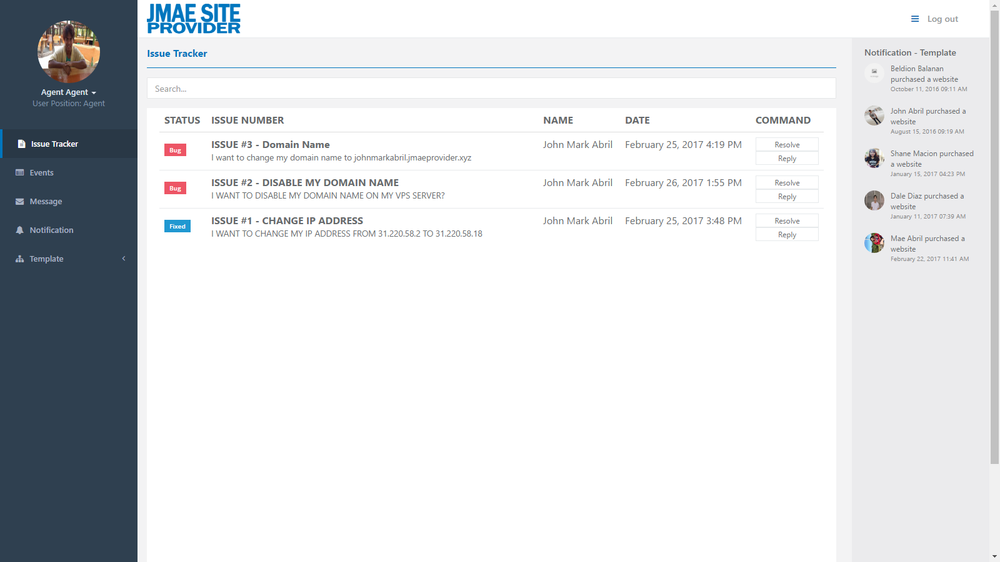 JMAE SITE
PROVIDER
Log out
Agent Agent
User Position: Agent
Issue Tracker
Events
Message
Notification
Template
Issue Tracker
Search...
STATUS ISSUE NUMBER NAME DATE COMMAND
Bug ISSUE #3 - Domain Name John Mark Abril February 25, 2017 4:19 PM Resolve
I want to change my domain name to johnmarkabril.jmaeprovider.xyz Reply
Bug ISSUE #2 - DISABLE MY DOMAIN NAME John Mark Abril February 26, 2017 1:55 PM Resolve
I WANT TO DISABLE MY DOMAIN NAME ON MY VPS SERVER? Reply
Fixed ISSUE #1 - CHANGE IP ADDRESS John Mark Abril February 25, 2017 3:48 PM Resolve
I WANT TO CHANGE MY IP ADDRESS FROM 31.220.58.2 TO 31.220.58.18 Reply
Notification - Template
Beldion Balanan
purchased a website
October 11, 2016 09:11 AM
John Abril purchased a
website
August 15, 2016 09:19 AM
Shane Macion purchased
a website
January 15, 2017 04:23 PM
Dale Diaz purchased a
website
January 11, 2017 07:39 AM
Mae Abril purchased a
website
February 22, 2017 11:41 AM